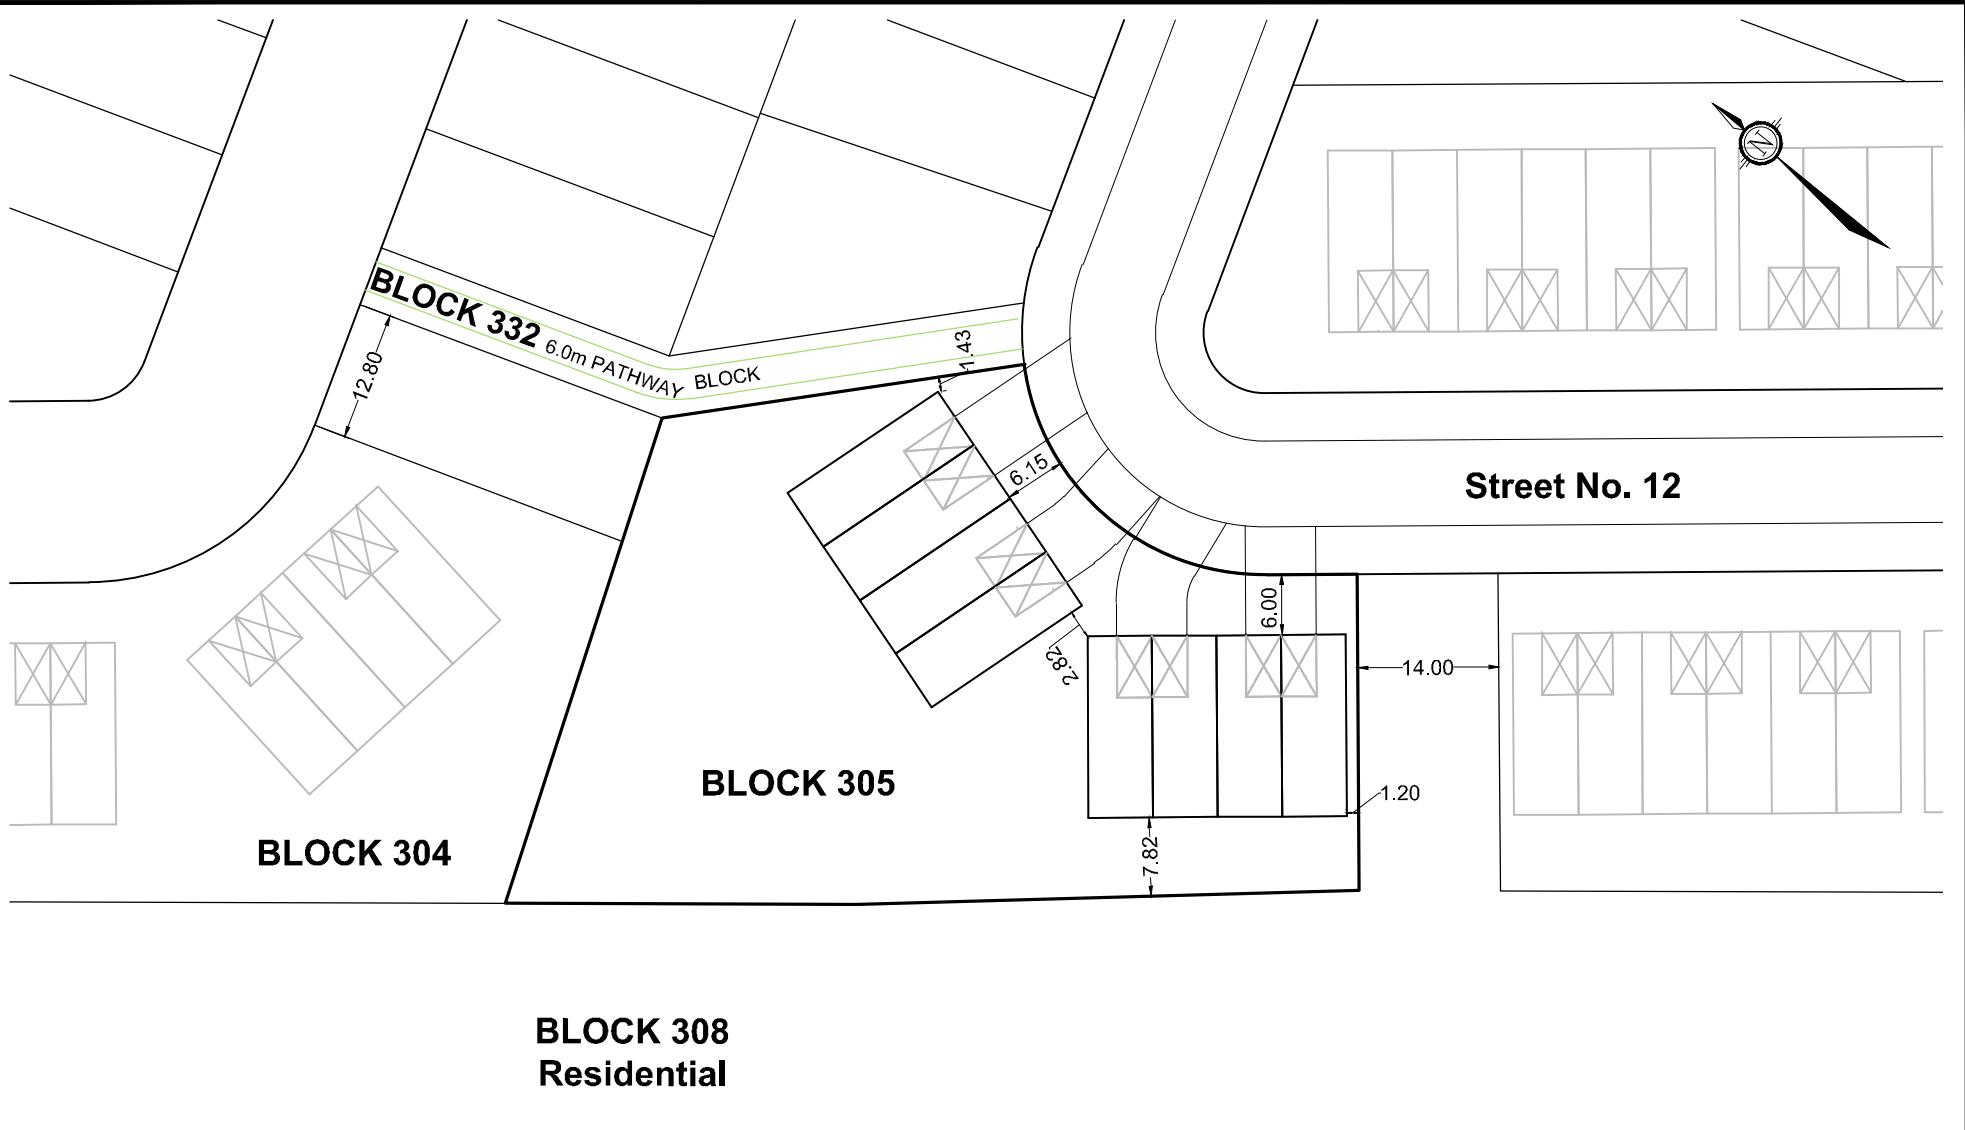 N
BLOCK 332 6.0m PATHWAY BLOCK
1.43
12.80
6.15
Street No. 12
6.00
2.82
14.00
BLOCK 305
1.20
BLOCK 304
7.82
BLOCK 308
Residential